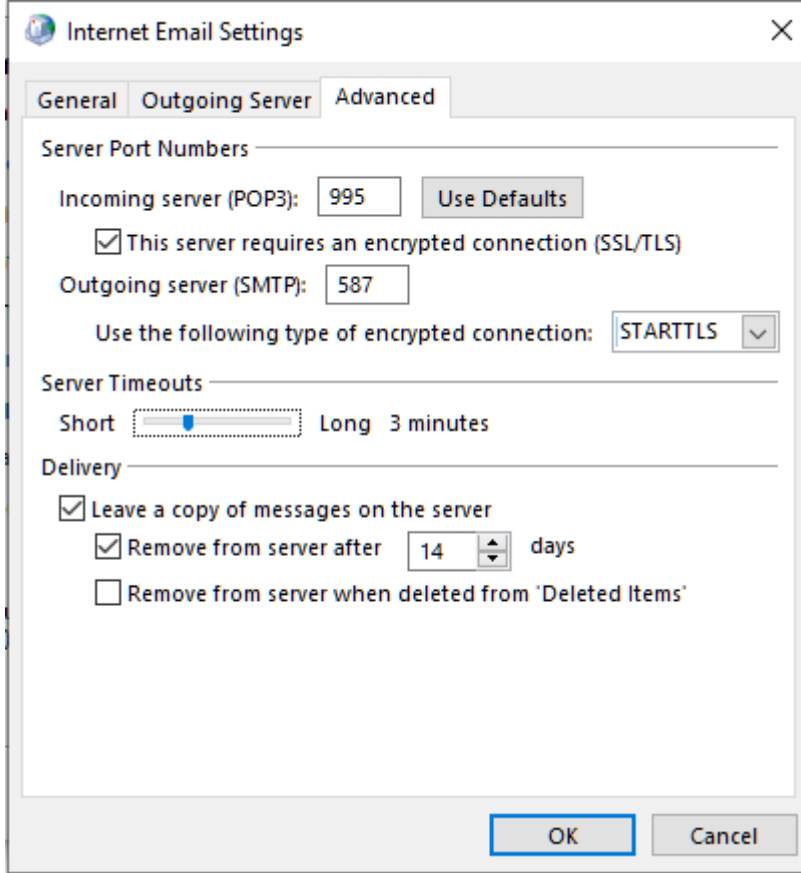 Internet Email Settings
General Outgoing Server Advanced
Server Port Numbers
Incoming server (POP3): 995 Use Defaults
This server requires an encrypted connection (SSL/TLS)
Outgoing server (SMTP): 587
Use the following type of encrypted connection: STARTTLS
Server Timeouts
Short Long 3 minutes
Delivery
Leave a copy of messages on the server
Remove from server after 14 days
Remove from server when deleted from 'Deleted Items'
OK Cancel